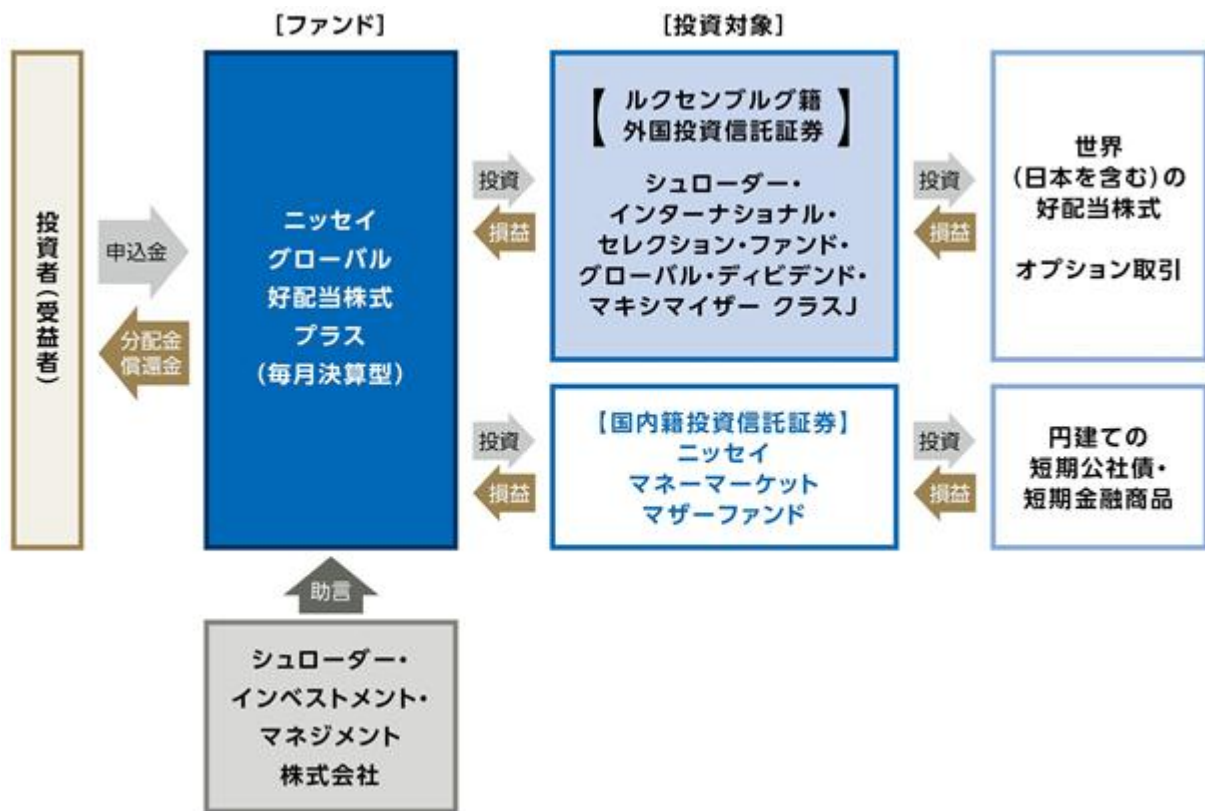 [ファンド]
[投資対象]
投資者(受益者)
申込金
分配金
償還金
ニッセイ
グローバル
好配当株式
プラス
(毎月決算型)
投資
損益
【ルクセンブルグ籍
外国投資信託証券】
シュローダー・
インターナショナル・
セレクション・ファンド・
グローバル・ディビデンド・
マキシマイザー クラスJ
投資
損益
世界
(日本を含む)の
好配当株式
オプション取引
投資
損益
【国内籍投資信託証券】
ニッセイ
マネーマーケット
マザーファンド
投資
損益
円建ての
短期公社債・
短期金融商品
助言
シュローダー・
インベストメント・
マネジメント
株式会社